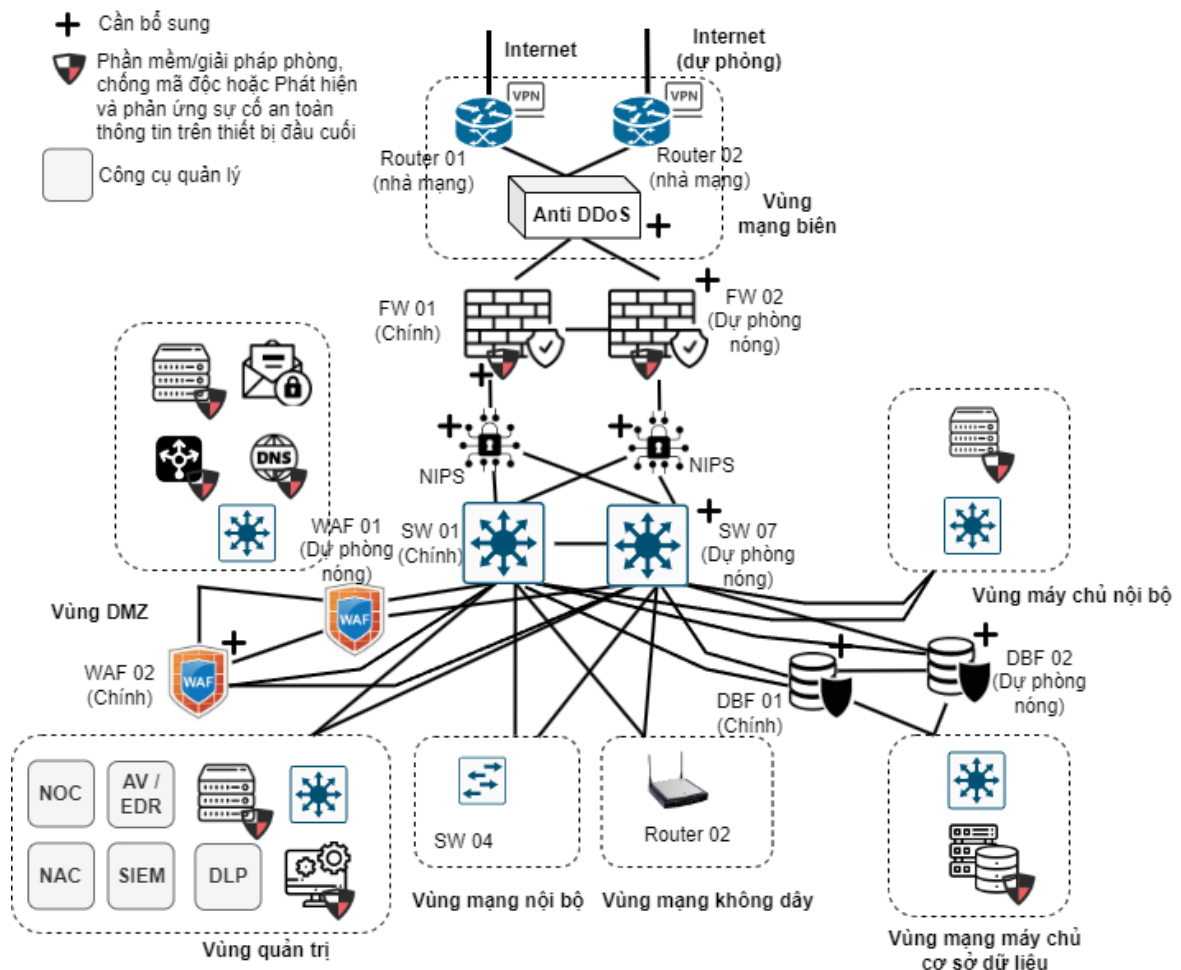 Cần bổ sung
Phần mềm/giải pháp phòng,
chống mã độc hoặc Phát hiện
và phản ứng sự cố an toàn
thông tin trên thiết bị đầu cuối
Công cụ quản lý
Internet
Internet
(dự phòng)
VPN
VPN
Router 01
(nhà mạng)
Router 02
(nhà mạng)
Anti DDoS
Vùng
mạng biên
FW 01
(Chính)
FW 02
(Dự phòng
nóng)
DNS
NIPS
NIPS
WAF 01
(Dự phòng
nóng)
SW 01
(Chính)
SW 07
(Dự phòng
nóng)
Vùng máy chủ nội bộ
Vùng DMZ
WAF
WAF 02
(Chính)
WAF
DBF 01
(Chính)
DBF 02
(Dự phòng
nóng)
NOC
AV /
EDR
NAC
SIEM
DLP
Vùng quản trị
SW 04
Vùng mạng nội bộ
Router 02
Vùng mạng không dây
Vùng mạng máy chủ
cơ sở dữ liệu